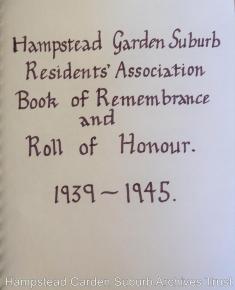 Hampstead Garden Suburb
Residents' Association
Book of Remembrance
and
Roll of Honour.
1939~1945.
Hampstead Garden Suburb Archives Trust